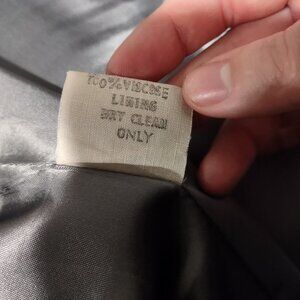 100% VISCOSE
LINING
DRY CLEAN
ONLY